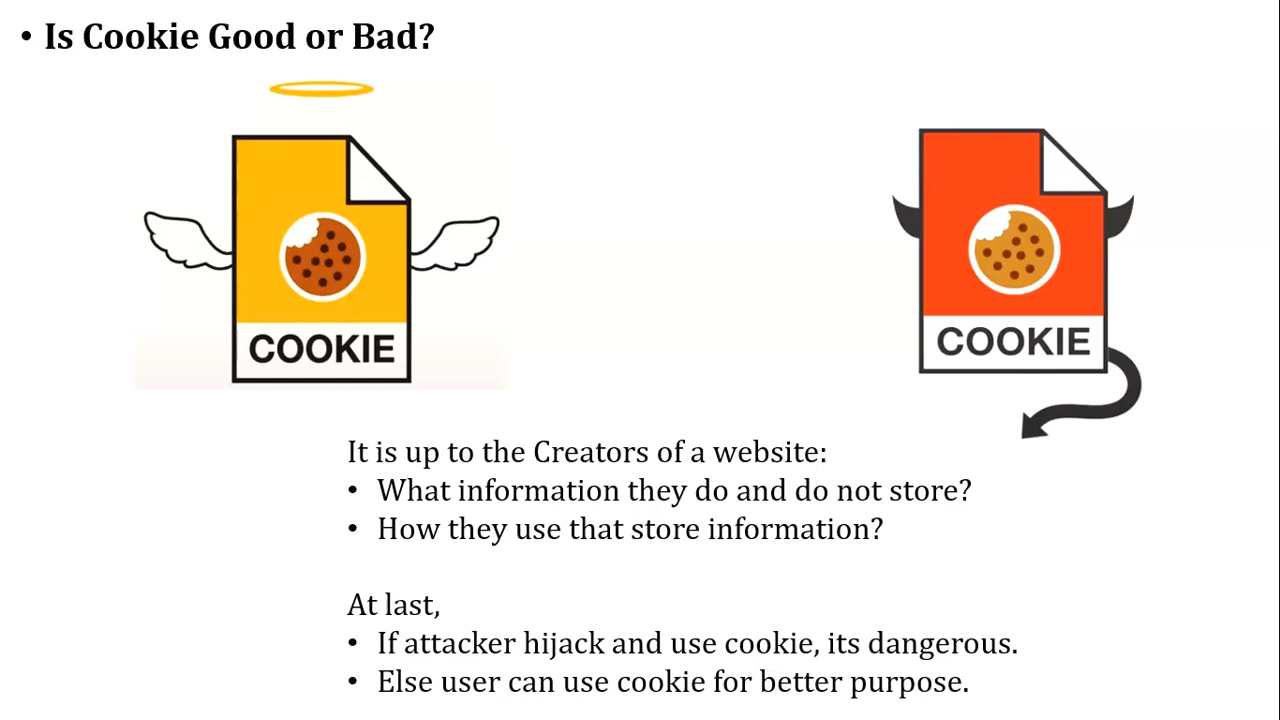 • Is Cookie Good or Bad?
COOKIE
COOKIE
It is up to the Creators of a website:
• What information they do and do not store?
• How they use that store information?
At last,
• If attacker hijack and use cookie, its dangerous.
• Else user can use cookie for better purpose.